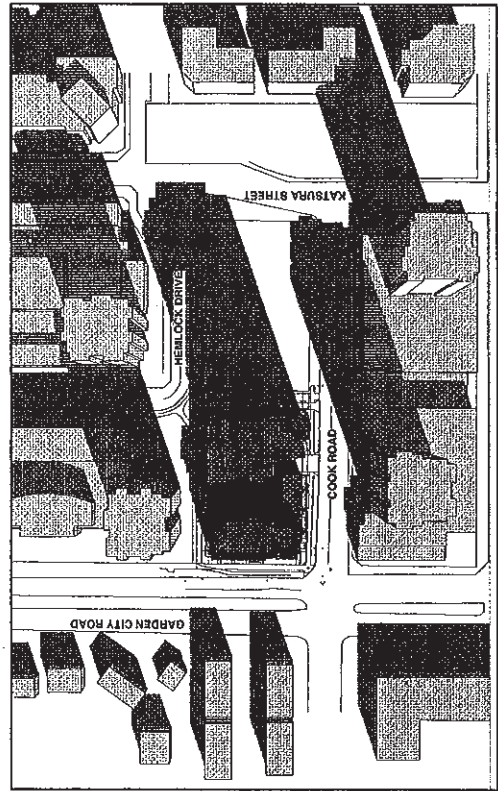 KATSURA STREET
HEMLOCK DRIVE
COOK ROAD
GARDEN CITY ROAD